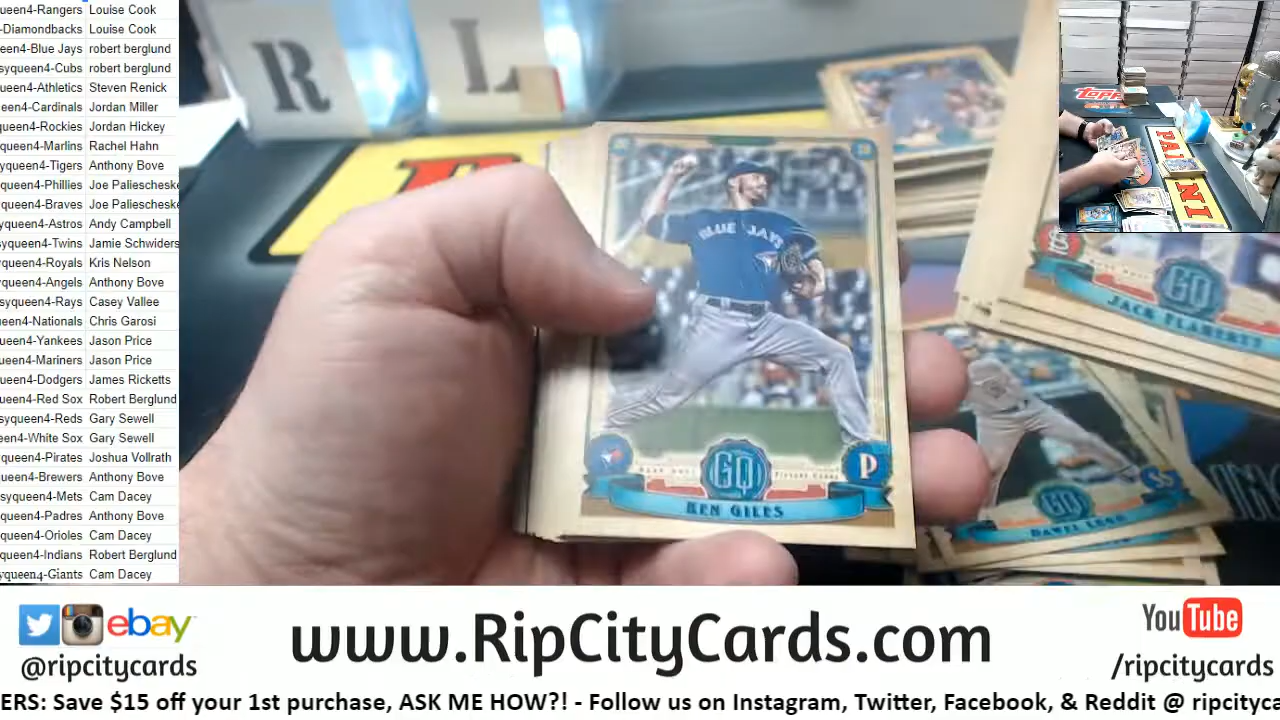 ueen4-Rangers Louise Cook
-Diamondbacks Louise Cook
een4-Blue Jays robert berglund
syqueen4-Cubs robert berglund
queen4-Athletics Steven Renick
een4-Cardinals Jordan Miller
queen4-Rockies Jordan Hickey
queen4-Marlins Rachel Hahn
yqueen4-Tigers Anthony Bove
queen4-Phillies Joe Paliescheske
queen4-Braves Joe Paliescheske
queen4-Astros Andy Campbell
queen4-Twins Jamie Schwiders
queen4-Royals Kris Nelson
queen4-Angels Anthony Bove
syqueen4-Rays Casey Vallee
een4-Nationals Chris Garosi
ueen4-Yankees Jason Price
een4-Mariners Jason Price
ueen4-Dodgers James Ricketts
ueen4-Red Sox Robert Berglund
syqueen4-Reds Gary Sewell
en4-White Sox Gary Sewell
ueen4-Pirates Joshua Vollrath
een4-Brewers Anthony Bove
syqueen4-Mets Cam Dacey
queen4-Padres Anthony Bove
queen4-Orioles Cam Dacey
queen4-Indians Robert Berglund
yqueen4-Giants Cam Dacey
R L
BLUE JAYS
GQ
P
KEN GILES
GQ
JACK FLAHERTY
GQ
SS
TOPPS
PANINI
ebay
@ripcitycards
www.RipCityCards.com
YouTube
/ripcitycards
ERS: Save $15 off your 1st purchase, ASK ME HOW?! - Follow us on Instagram, Twitter, Facebook, & Reddit @ ripcityca